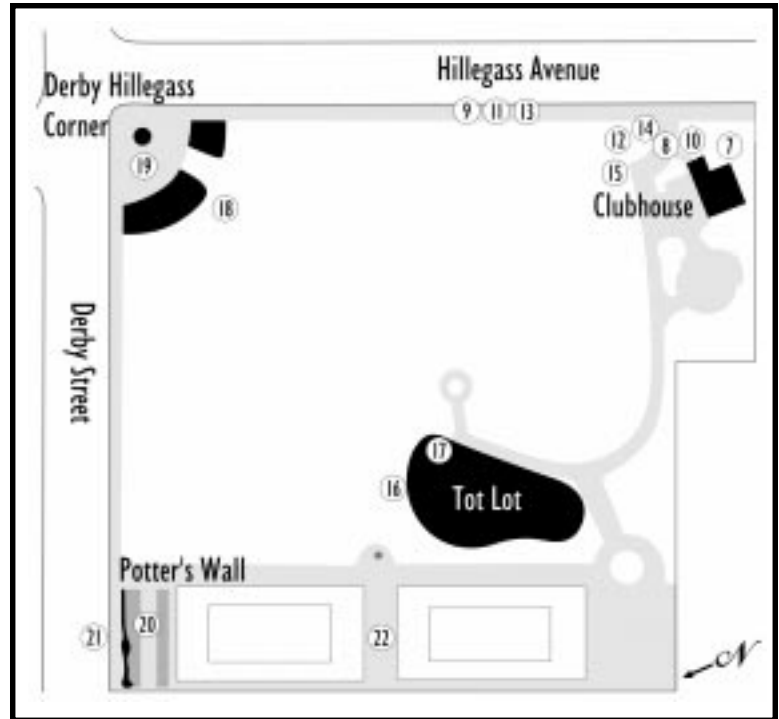 Hillegass Avenue
Derby Hillegass
Corner
9 11 13
14
12 8 10 7
19
15
Clubhouse
18
Derby Street
17
16
Tot Lot
Potter's Wall
20
21
22
N